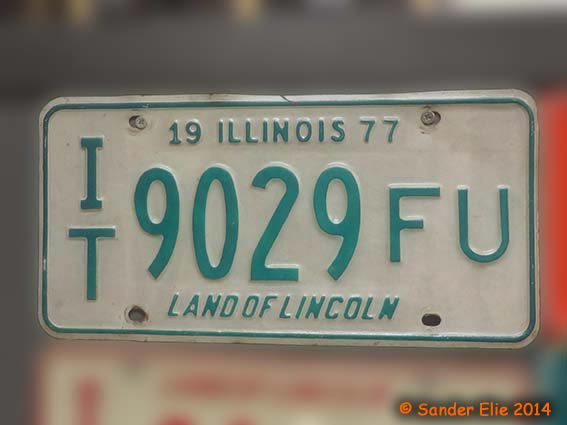 19 ILLINOIS 77
IT 9029 FU
LAND OF LINCOLN
© Sander Elie 2014